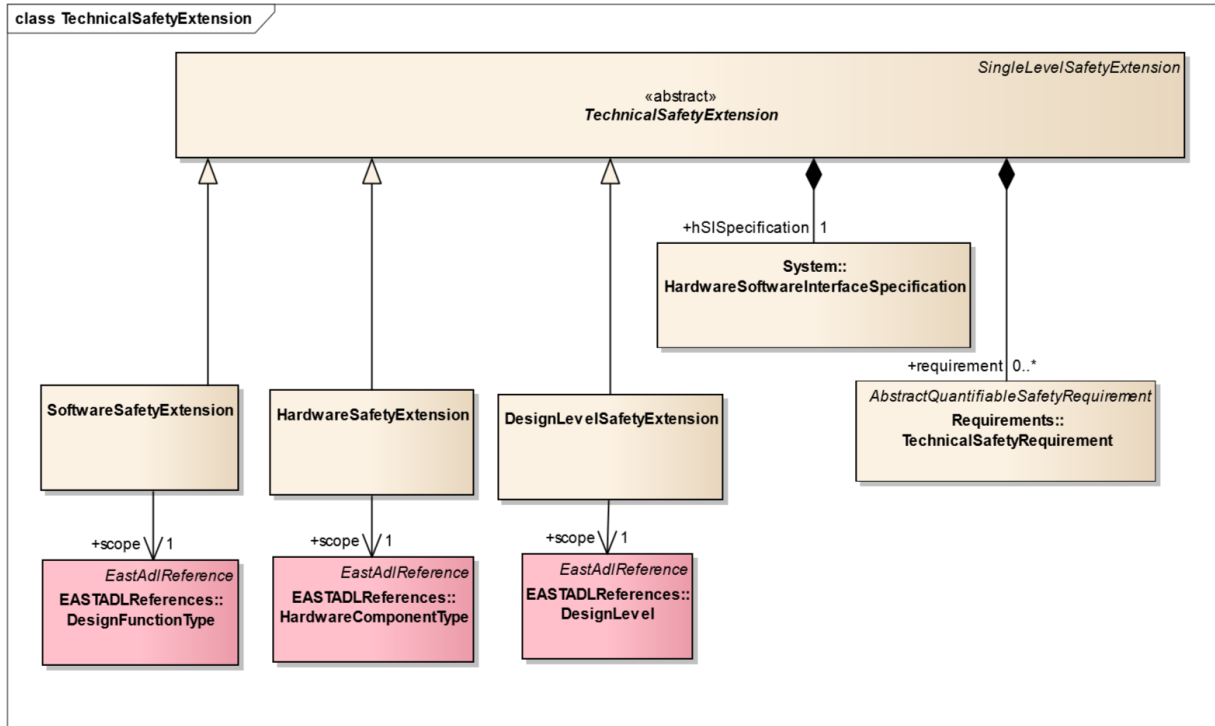 class TechnicalSafetyExtension
SingleLevelSafetyExtension
«abstract»
TechnicalSafetyExtension
+hSISpecification 1
System::
HardwareSoftwareInterfaceSpecification
+requirement 0..*
AbstractQuantifiableSafetyRequirement
Requirements::
TechnicalSafetyRequirement
SoftwareSafetyExtension
HardwareSafetyExtension
DesignLevelSafetyExtension
+scope 1
+scope 1
+scope 1
EastAdlReference
EASTADLReferences::
DesignFunctionType
EastAdlReference
EASTADLReferences::
HardwareComponentType
EastAdlReference
EASTADLReferences::
DesignLevel